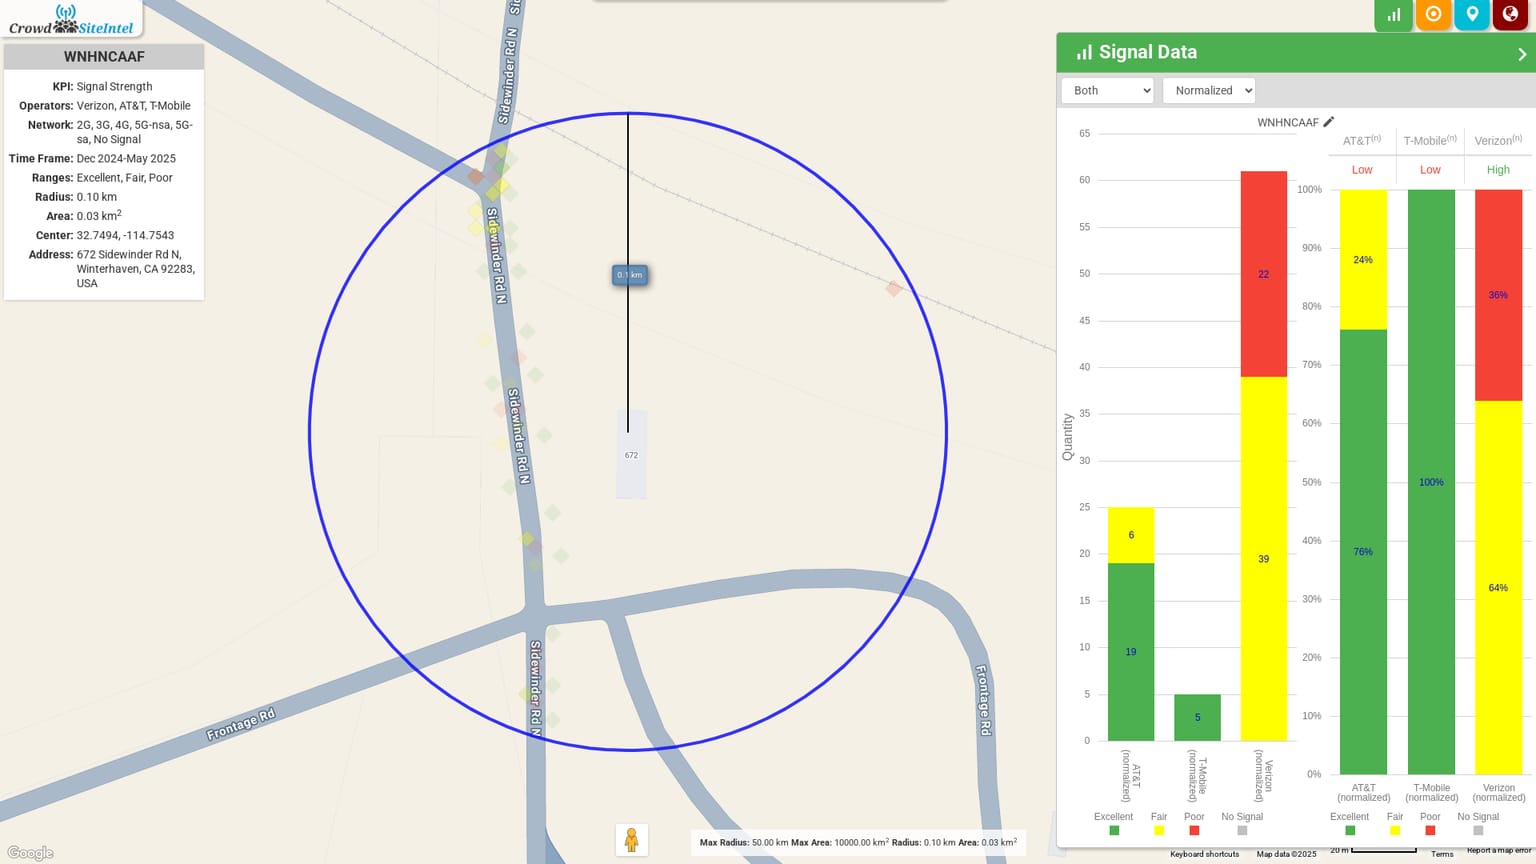 Crowd SiteIntel
WNHNCAAF
KPI: Signal Strength
Operators: Verizon, AT&T, T-Mobile
Network: 2G, 3G, 4G, 5G-nsa, 5G-
sa, No Signal
Time Frame: Dec 2024-May 2025
Ranges: Excellent, Fair, Poor
Radius: 0.10 km
Area: 0.03 km²
Center: 32.7494, -114.7543
Address: 672 Sidewinder Rd N,
Winterhaven, CA 92283,
USA
Sidewinder Rd N
Sidewinder Rd N
Sidewinder Rd N
Sidewinder Rd N
Frontage Rd
Frontage Rd
0.1 km
672
Google
Max Radius: 50.00 km Max Area: 10000.00 km² Radius: 0.10 km Area: 0.03 km²
Signal Data
Both
Normalized
WNHNCAAF
Quantity
65
60
55
50
45
40
35
30
25
20
15
10
5
0
22
39
6
19
5
AT&T (normalized)
T-Mobile (normalized)
Verizon (normalized)
Excellent Fair Poor No Signal
AT&T(n) T-Mobile(n) Verizon(n)
Low Low High
100%
90%
80%
70%
60%
50%
40%
30%
20%
10%
0%
24%
76%
100%
36%
64%
AT&T (normalized)
T-Mobile (normalized)
Verizon (normalized)
Excellent Fair Poor No Signal
Keyboard shortcuts Map data ©2025 20 m Terms Report a map error